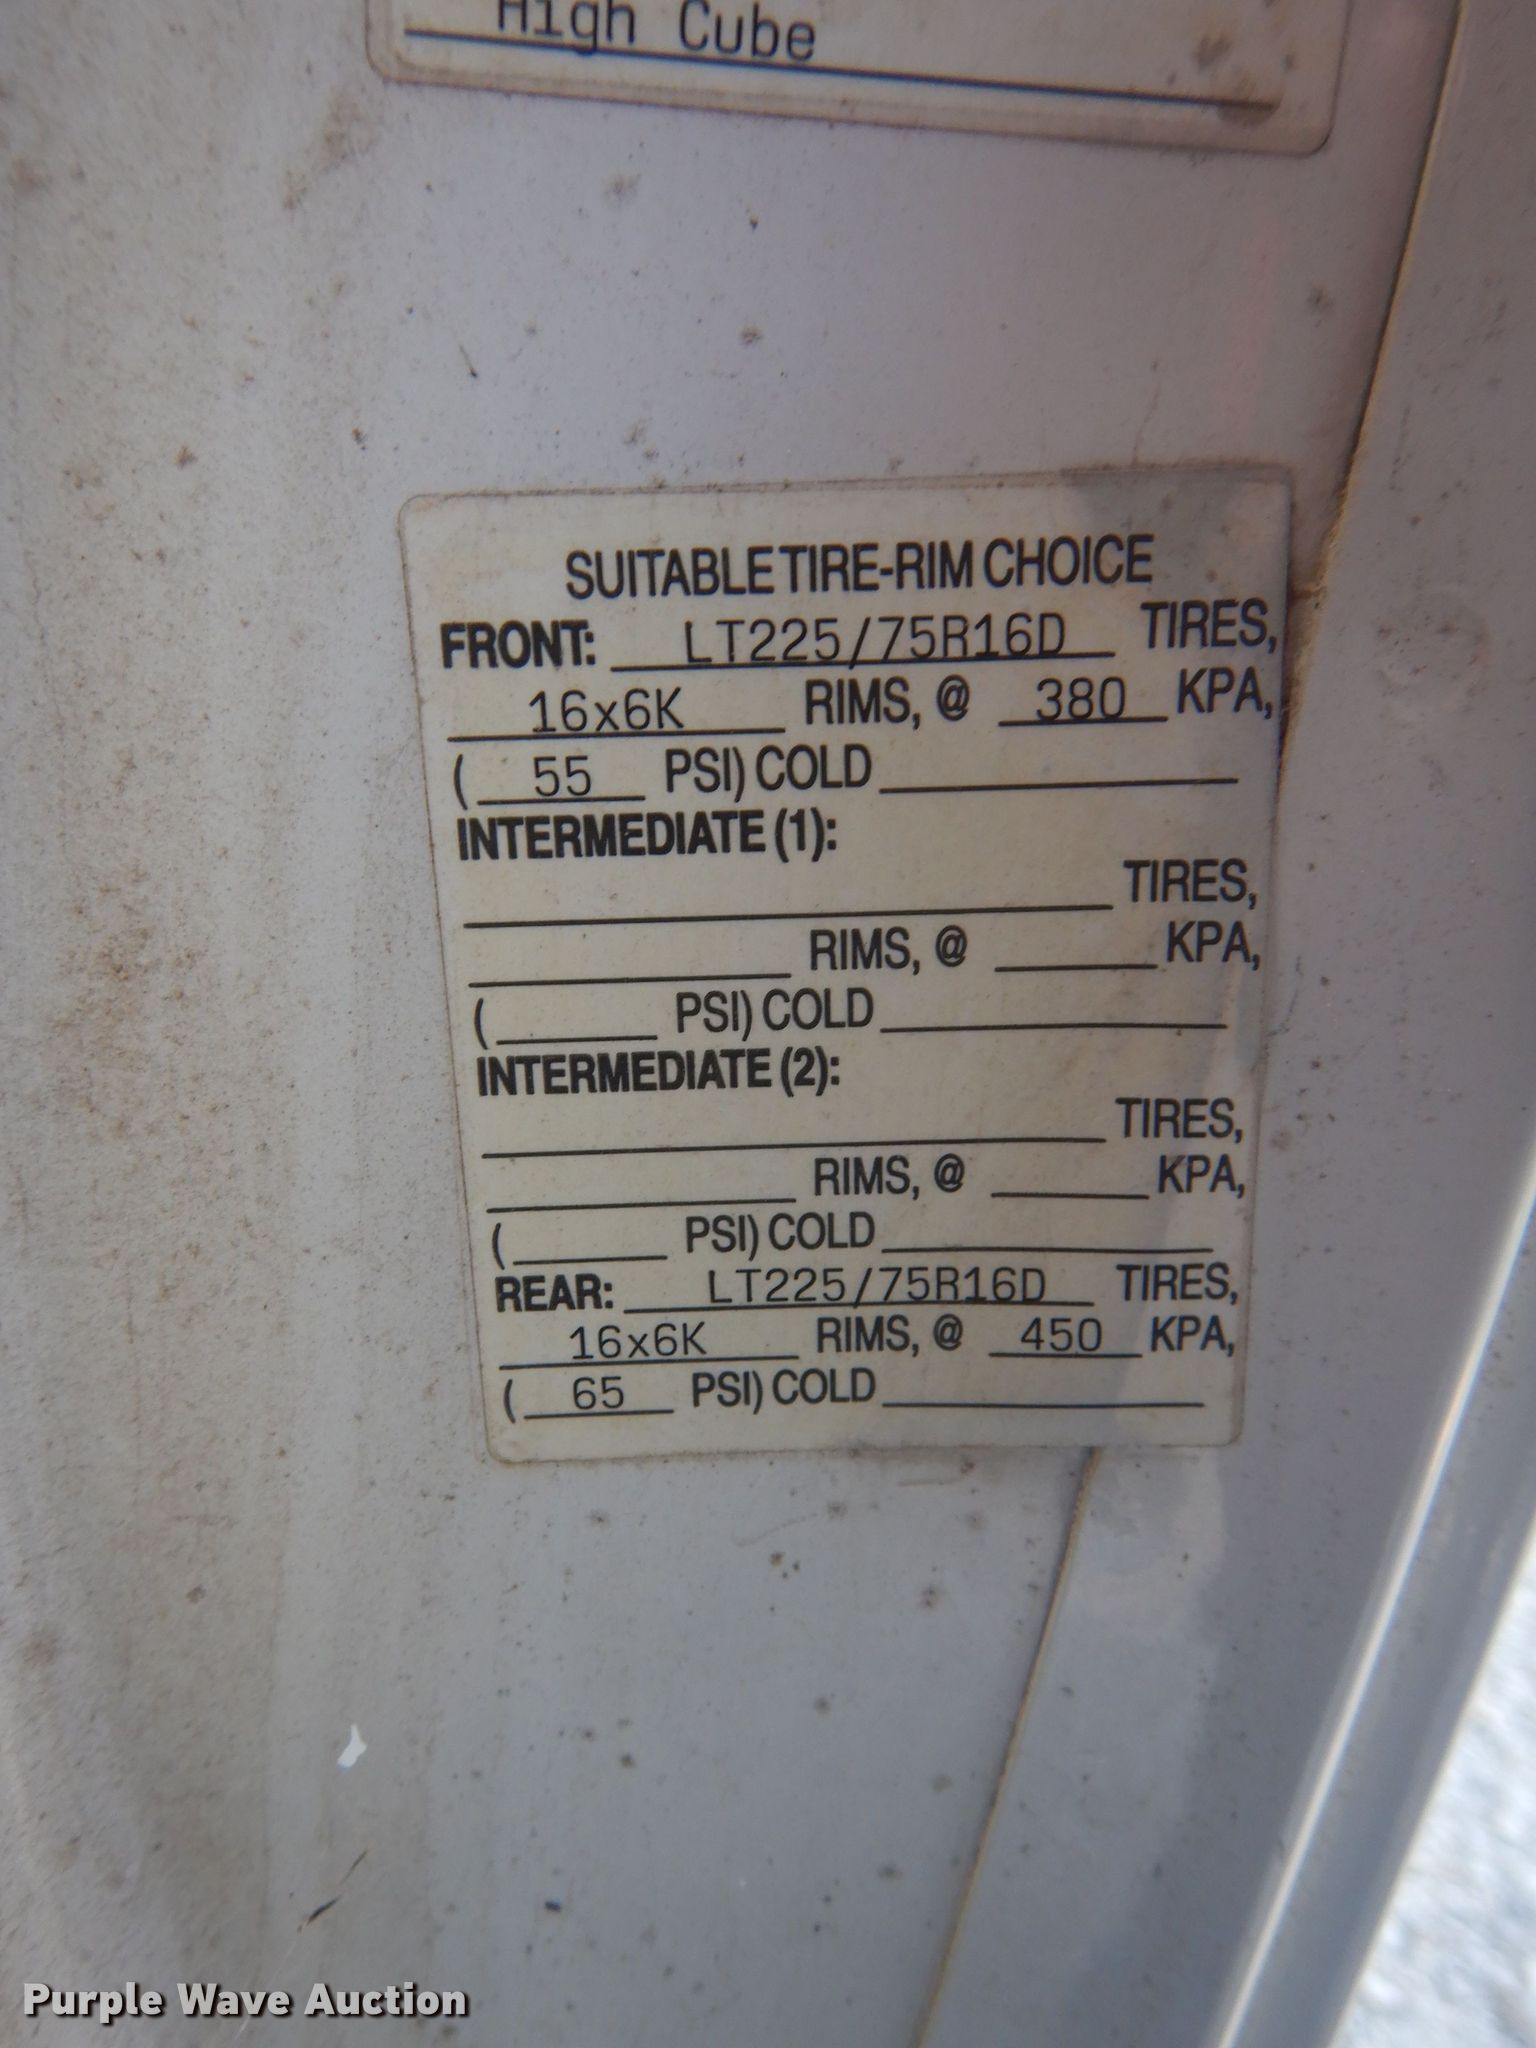 High Cube
SUITABLE TIRE-RIM CHOICE
FRONT: LT225/75R16D TIRES,
16x6K RIMS, @ 380 KPA,
( 55 PSI) COLD
INTERMEDIATE (1):
TIRES,
RIMS, @ KPA,
( PSI) COLD
INTERMEDIATE (2):
TIRES,
RIMS, @ KPA,
( PSI) COLD
REAR: LT225/75R16D TIRES,
16x6K RIMS, @ 450 KPA,
( 65 PSI) COLD
Purple Wave Auction